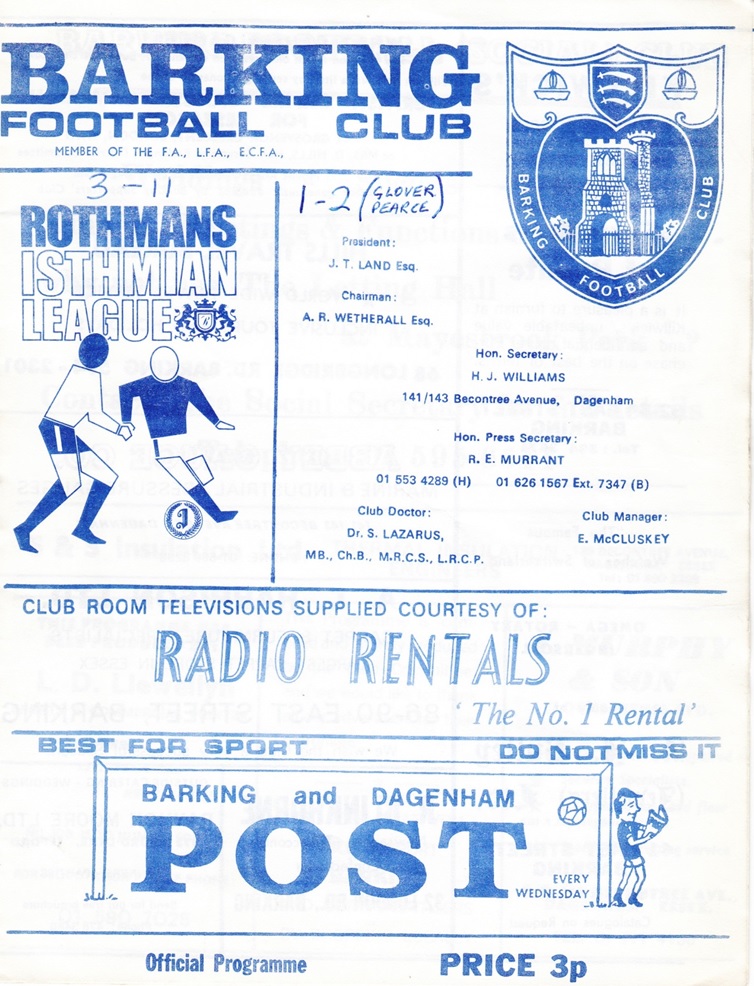 BARKING
FOOTBALL CLUB
MEMBER OF THE F.A., L.F.A., E.C.F.A.,
BARKING FOOTBALL CLUB
3 - 11
1 - 2 (GLOVER
PEARCE)
ROTHMANS
ISTHMIAN
LEAGUE
President:
J. T. LAND Esq.
Chairman:
A. R. WETHERALL Esq.
Hon. Secretary:
H. J. WILLIAMS
141/143 Becontree Avenue, Dagenham
Hon. Press Secretary:
R. E. MURRANT
01 553 4289 (H) 01 626 1567 Ext. 7347 (B)
Club Doctor:
Dr. S. LAZARUS,
MB., Ch.B., M.R.C.S., L.R.C.P.
Club Manager:
E. McCLUSKEY
CLUB ROOM TELEVISIONS SUPPLIED COURTESY OF:
RADIO RENTALS
‘ The No. 1 Rental’
BEST FOR SPORT DO NOT MISS IT
BARKING and DAGENHAM
POST
EVERY
WEDNESDAY
Official Programme PRICE 3p